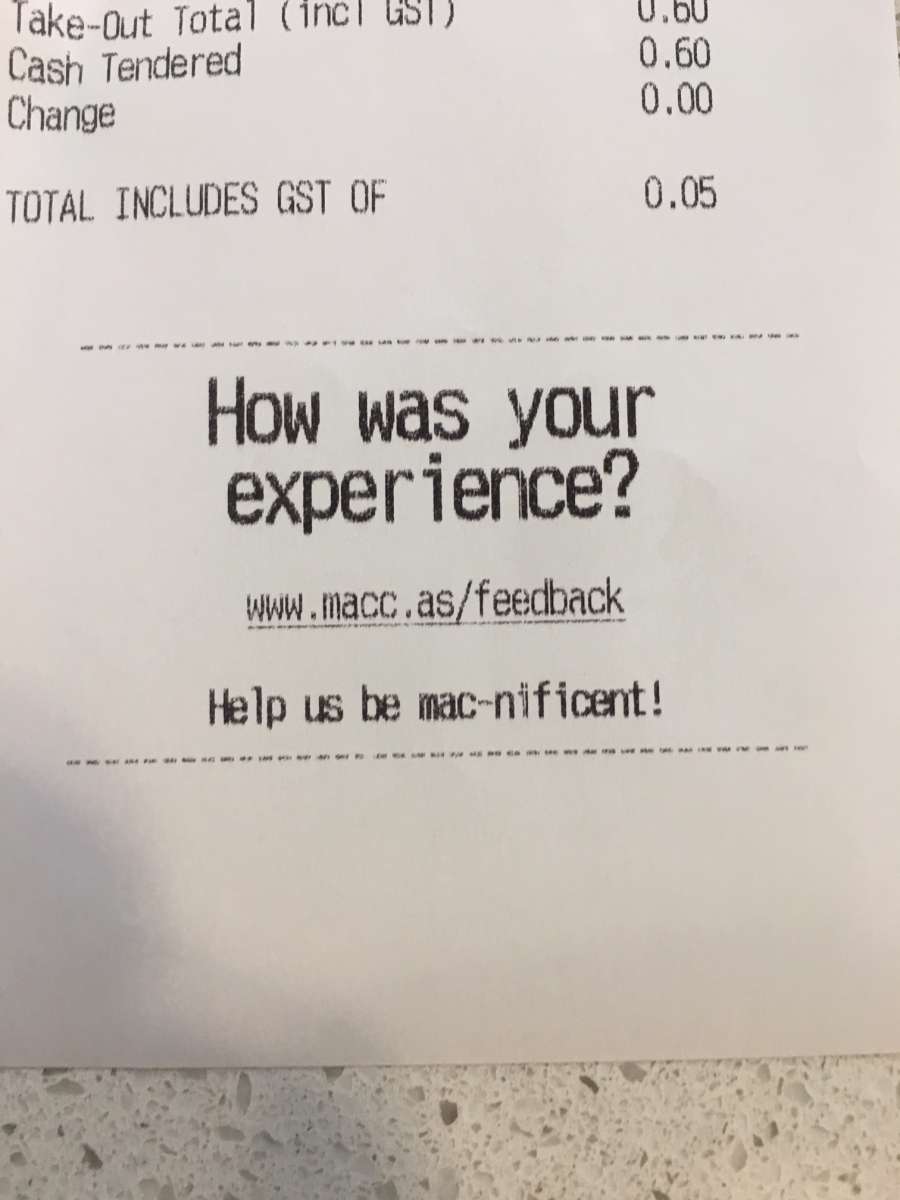 Take-Out Total (incl GST) 0.60
Cash Tendered 0.60
Change 0.00
TOTAL INCLUDES GST OF 0.05
How was your
experience?
www.macc.as/feedback
Help us be mac-nificent!